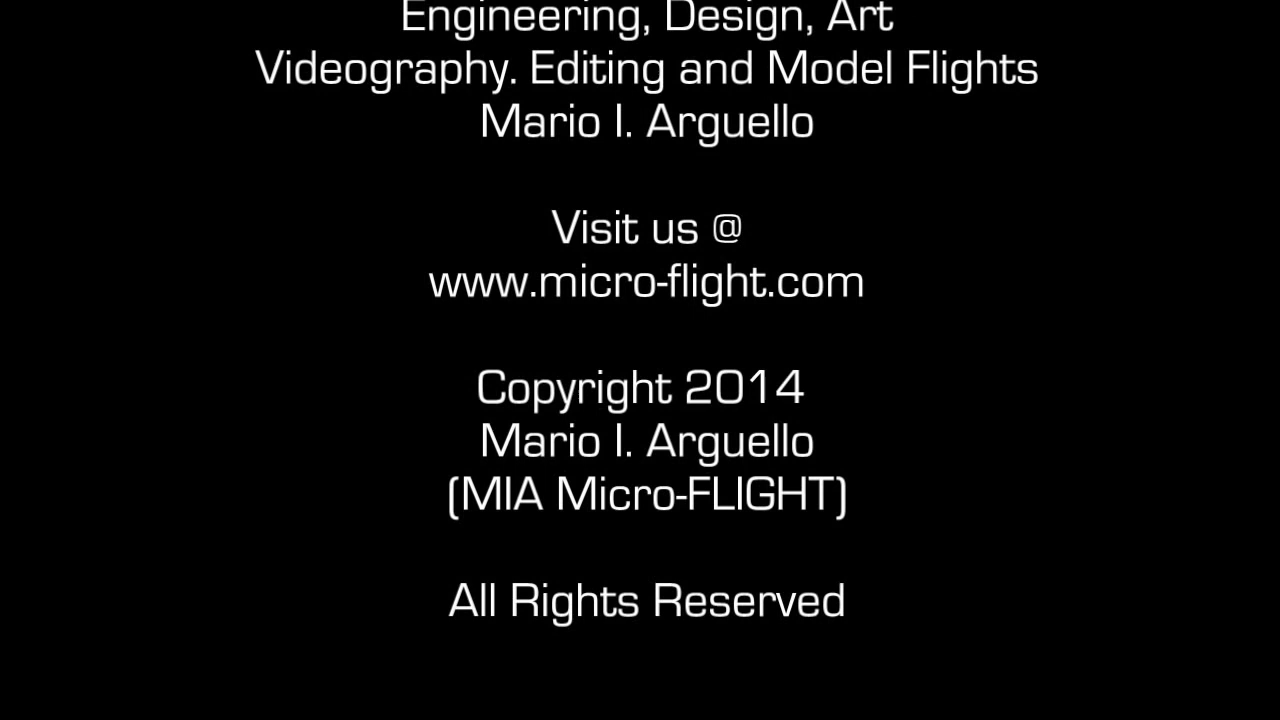 Engineering, Design, Art
Videography. Editing and Model Flights
Mario I. Arguello
Visit us @
www.micro-flight.com
Copyright 2014
Mario I. Arguello
(MIA Micro-FLIGHT)
All Rights Reserved